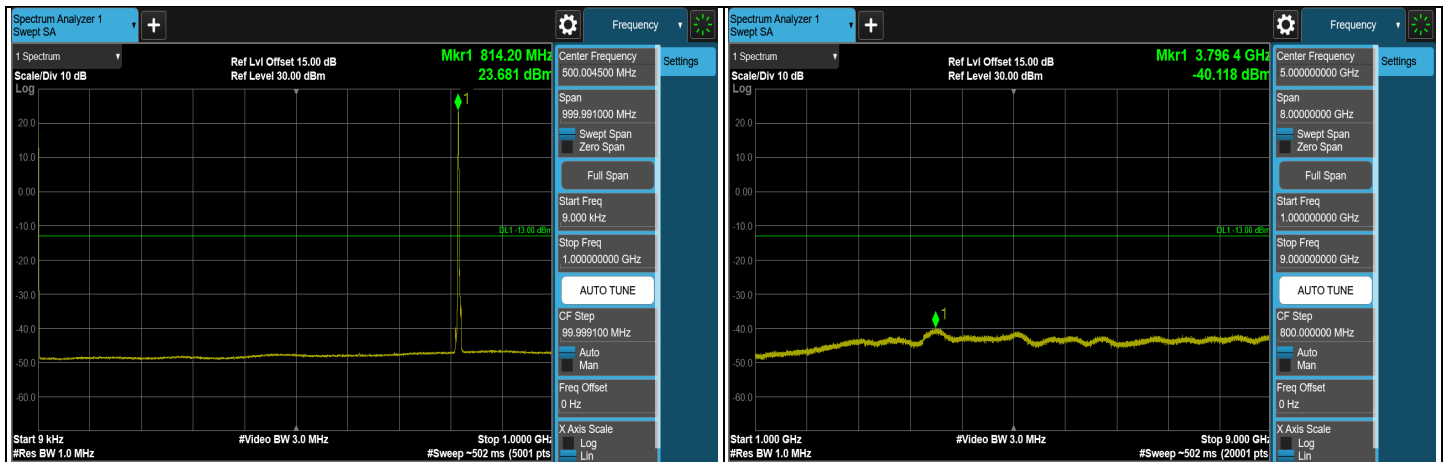 Spectrum Analyzer 1
Swept SA
+
Frequency
1 Spectrum
Ref Lvl Offset 15.00 dB
Mkr1 814.20 MHz
Scale/Div 10 dB
Ref Level 30.00 dBm
23.681 dBm
Log
1
20.0
10.0
0.00
-10.0
DL1 -13.00 dBm
-20.0
-30.0
-40.0
-50.0
-60.0
Start 9 kHz
#Video BW 3.0 MHz
Stop 1.0000 GHz
#Res BW 1.0 MHz
#Sweep ~502 ms (5001 pts
Center Frequency
500.004500 MHz
Settings
Span
999.991000 MHz
Swept Span
Zero Span
Full Span
Start Freq
9.000 kHz
Stop Freq
1.000000000 GHz
AUTO TUNE
CF Step
99.999100 MHz
Auto
Man
Freq Offset
0 Hz
X Axis Scale
Log
Lin
Spectrum Analyzer 1
Swept SA
+
Frequency
1 Spectrum
Ref Lvl Offset 15.00 dB
Mkr1 3.796 4 GHz
Scale/Div 10 dB
Ref Level 30.00 dBm
-40.118 dBm
Log
20.0
10.0
0.00
-10.0
DL1 -13.00 dBm
-20.0
-30.0
1
-40.0
-50.0
-60.0
Start 1.000 GHz
#Video BW 3.0 MHz
Stop 9.000 GHz
#Res BW 1.0 MHz
#Sweep ~502 ms (20001 pts
Center Frequency
5.000000000 GHz
Settings
Span
8.00000000 GHz
Swept Span
Zero Span
Full Span
Start Freq
1.000000000 GHz
Stop Freq
9.000000000 GHz
AUTO TUNE
CF Step
800.000000 MHz
Auto
Man
Freq Offset
0 Hz
X Axis Scale
Log
Lin